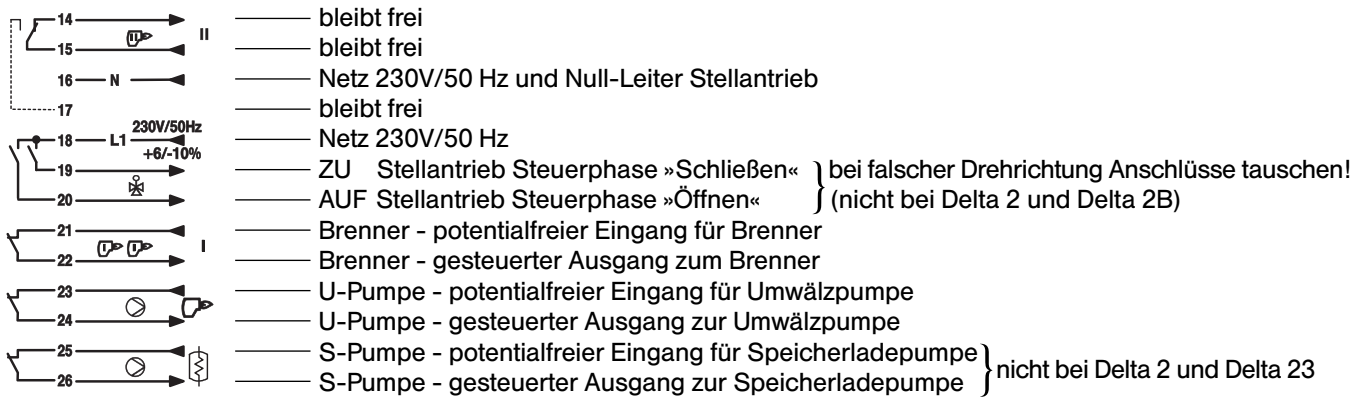 14 II bleibt frei
15 bleibt frei
16 N Netz 230V/50 Hz und Null-Leiter Stellantrieb
17 bleibt frei
18 L1 230V/50Hz Netz 230V/50 Hz
+6/-10%
19 ZU Stellantrieb Steuerphase »Schließen« bei falscher Drehrichtung Anschlüsse tauschen!
20 AUF Stellantrieb Steuerphase »Öffnen« (nicht bei Delta 2 und Delta 2B)
21 I Brenner - potentialfreier Eingang für Brenner
22 Brenner - gesteuerter Ausgang zum Brenner
23 U-Pumpe - potentialfreier Eingang für Umwälzpumpe
24 U-Pumpe - gesteuerter Ausgang zur Umwälzpumpe
25 S-Pumpe - potentialfreier Eingang für Speicherladepumpe nicht bei Delta 2 und Delta 23
26 S-Pumpe - gesteuerter Ausgang zur Speicherladepumpe